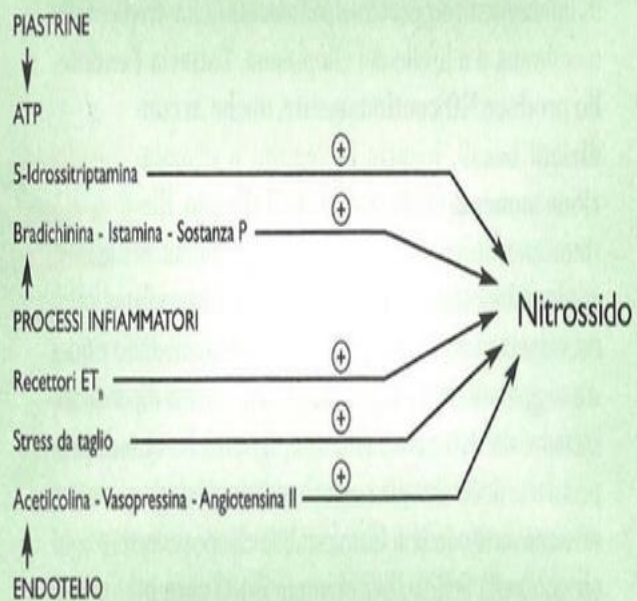 PIASTRINE
ATP
+
5-Idrossitriptamina
+
Bradichinina - Istamina - Sostanza P
PROCESSI INFIAMMATORI
Nitrossido
+
Recettori ETB
+
Stress da taglio
+
Acetilcolina - Vasopressina - Angiotensina II
ENDOTELIO